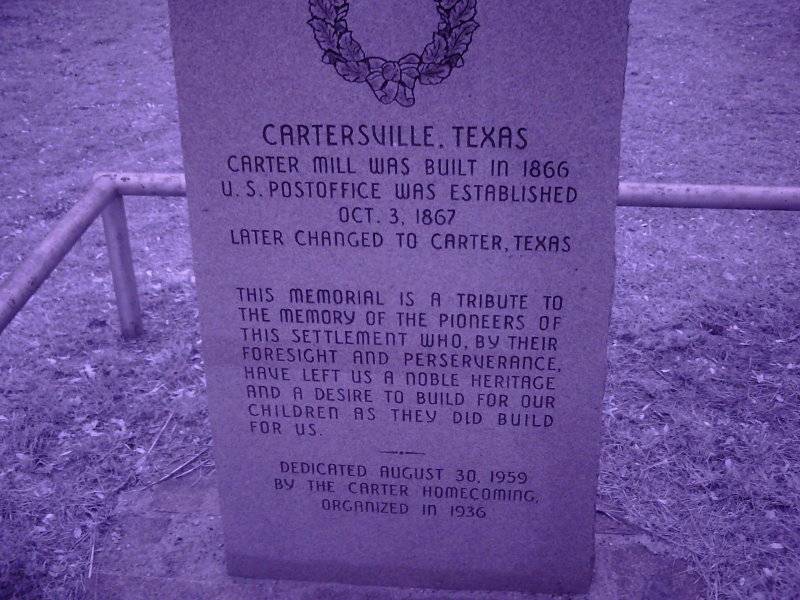 CARTERSVILLE, TEXAS
CARTER MILL WAS BUILT IN 1866
U. S. POSTOFFICE WAS ESTABLISHED
OCT. 3, 1867
LATER CHANGED TO CARTER, TEXAS
THIS MEMORIAL IS A TRIBUTE TO
THE MEMORY OF THE PIONEERS OF
THIS SETTLEMENT WHO, BY THEIR
FORESIGHT AND PERSERVERANCE,
HAVE LEFT US A NOBLE HERITAGE
AND A DESIRE TO BUILD FOR OUR
CHILDREN AS THEY DID BUILD
FOR US.
DEDICATED AUGUST 30, 1959
BY THE CARTER HOMECOMING,
ORGANIZED IN 1936